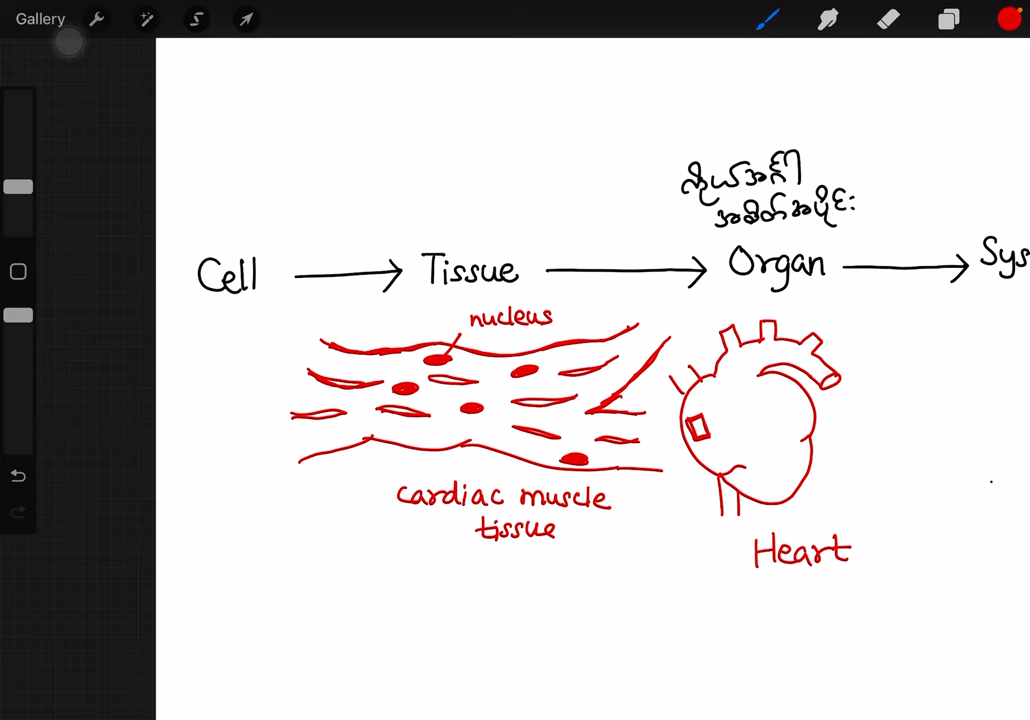 Gallery
ကိုယ်အင်္ဂါ
အစိတ်အပိုင်း
Cell → Tissue → Organ → Sys
nucleus
cardiac muscle
tissue
Heart